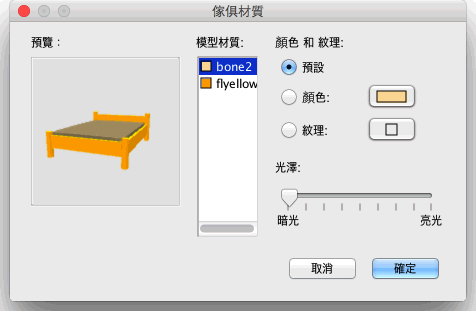 傢俱材質
預覽：
模型材質:
bone2
flyellow
顏色 和 紋理:
預設
顏色:
紋理:
光澤:
暗光
亮光
取消
確定